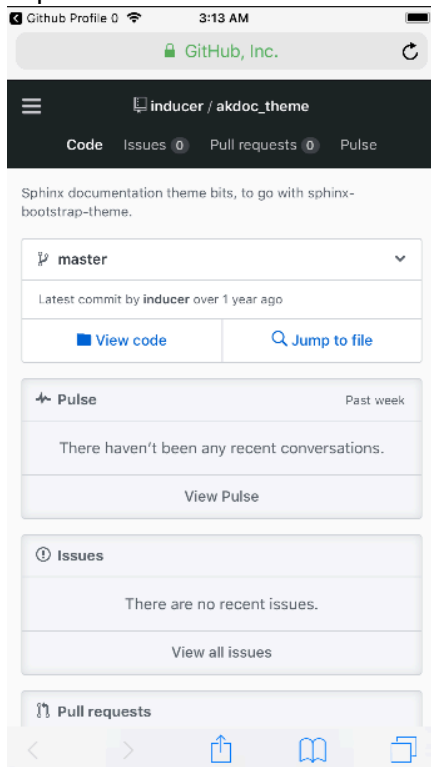 Github Profile 0 3:13 AM
GitHub, Inc.
inducer / akdoc_theme
Code Issues 0 Pull requests 0 Pulse
Sphinx documentation theme bits, to go with sphinx-
bootstrap-theme.
master
Latest commit by inducer over 1 year ago
View code Jump to file
Pulse Past week
There haven't been any recent conversations.
View Pulse
Issues
There are no recent issues.
View all issues
Pull requests